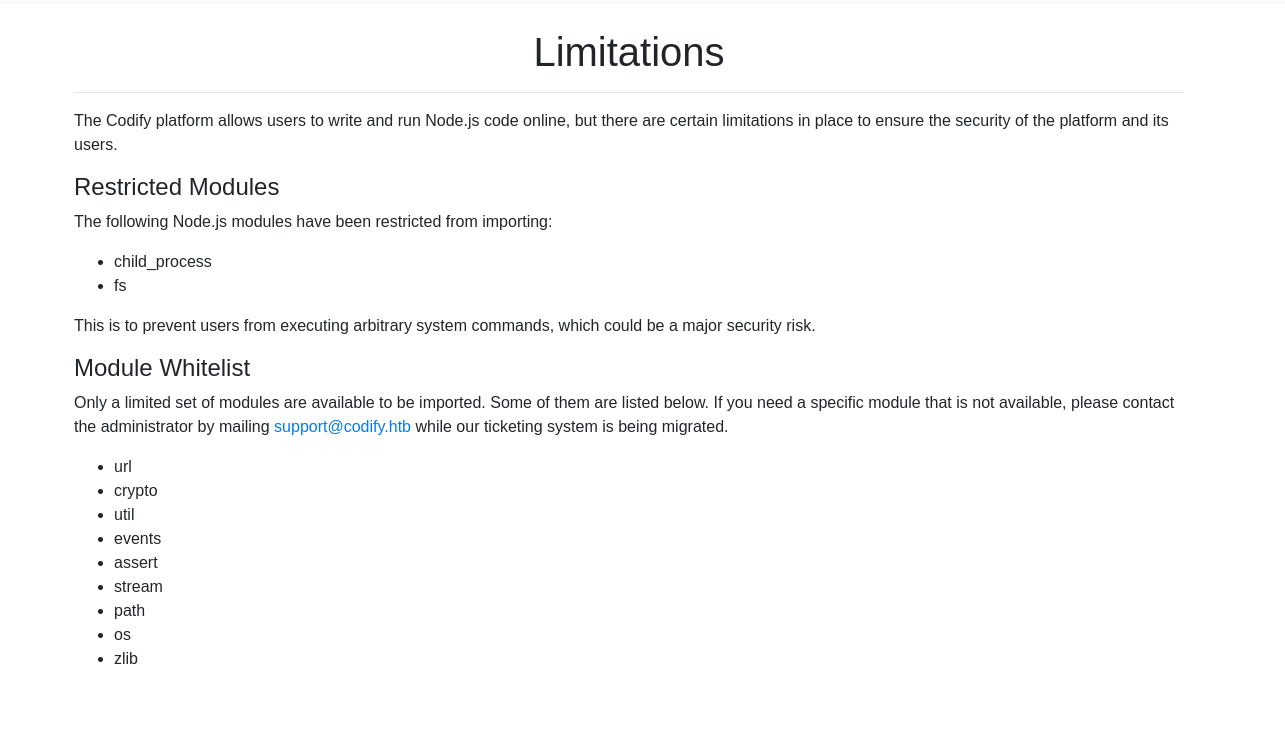 Limitations
The Codify platform allows users to write and run Node.js code online, but there are certain limitations in place to ensure the security of the platform and its
users.
Restricted Modules
The following Node.js modules have been restricted from importing:
child_process
fs
This is to prevent users from executing arbitrary system commands, which could be a major security risk.
Module Whitelist
Only a limited set of modules are available to be imported. Some of them are listed below. If you need a specific module that is not available, please contact
the administrator by mailing support@codify.htb while our ticketing system is being migrated.
url
crypto
util
events
assert
stream
path
os
zlib